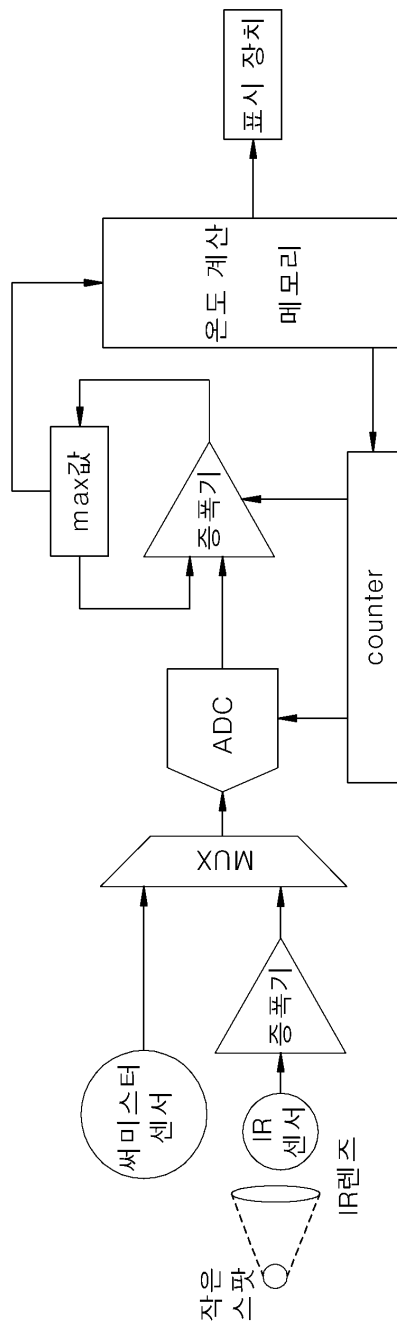 작은
스팟
IR렌즈
써미스터
센서
IR
센서
증폭기
MUX
ADC
증폭기
max값
counter
온도 계산
메모리
표시 장치